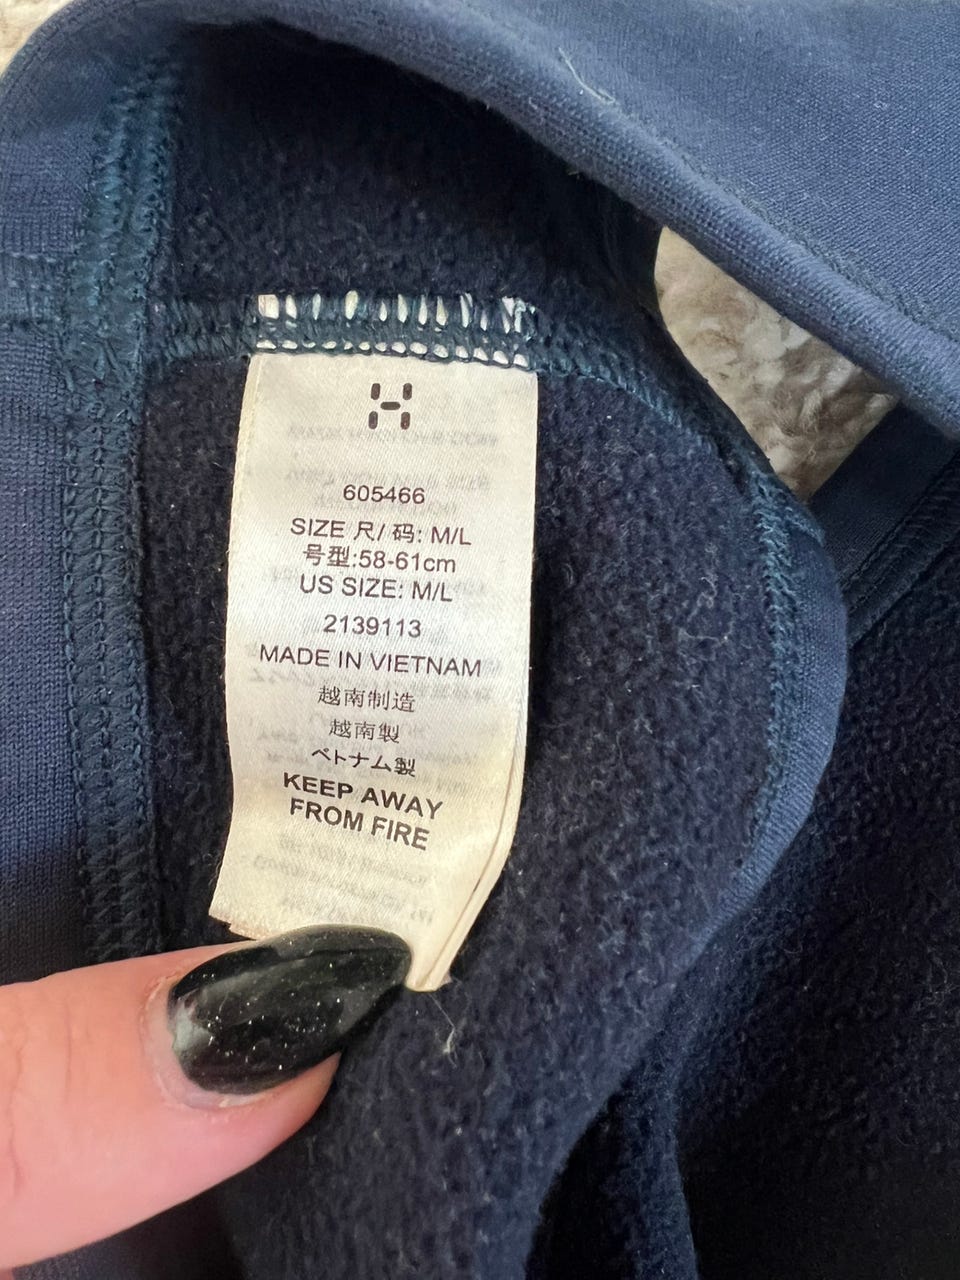 605466
SIZE 尺/ 码: M/L
号型:58-61cm
US SIZE: M/L
2139113
MADE IN VIETNAM
越南制造
越南製
ベトナム製
KEEP AWAY
FROM FIRE